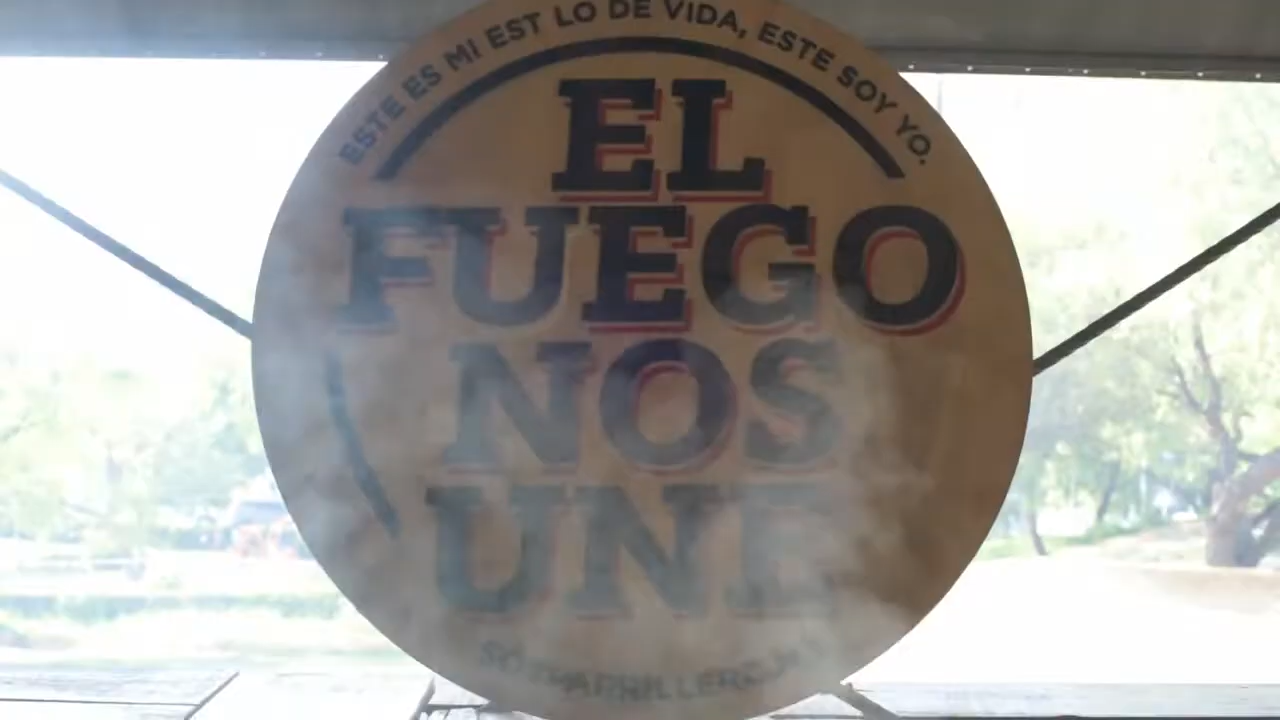 ESTE ES MI EST LO DE VIDA, ESTE SOY YO.
EL
FUEGO
NOS
UNE